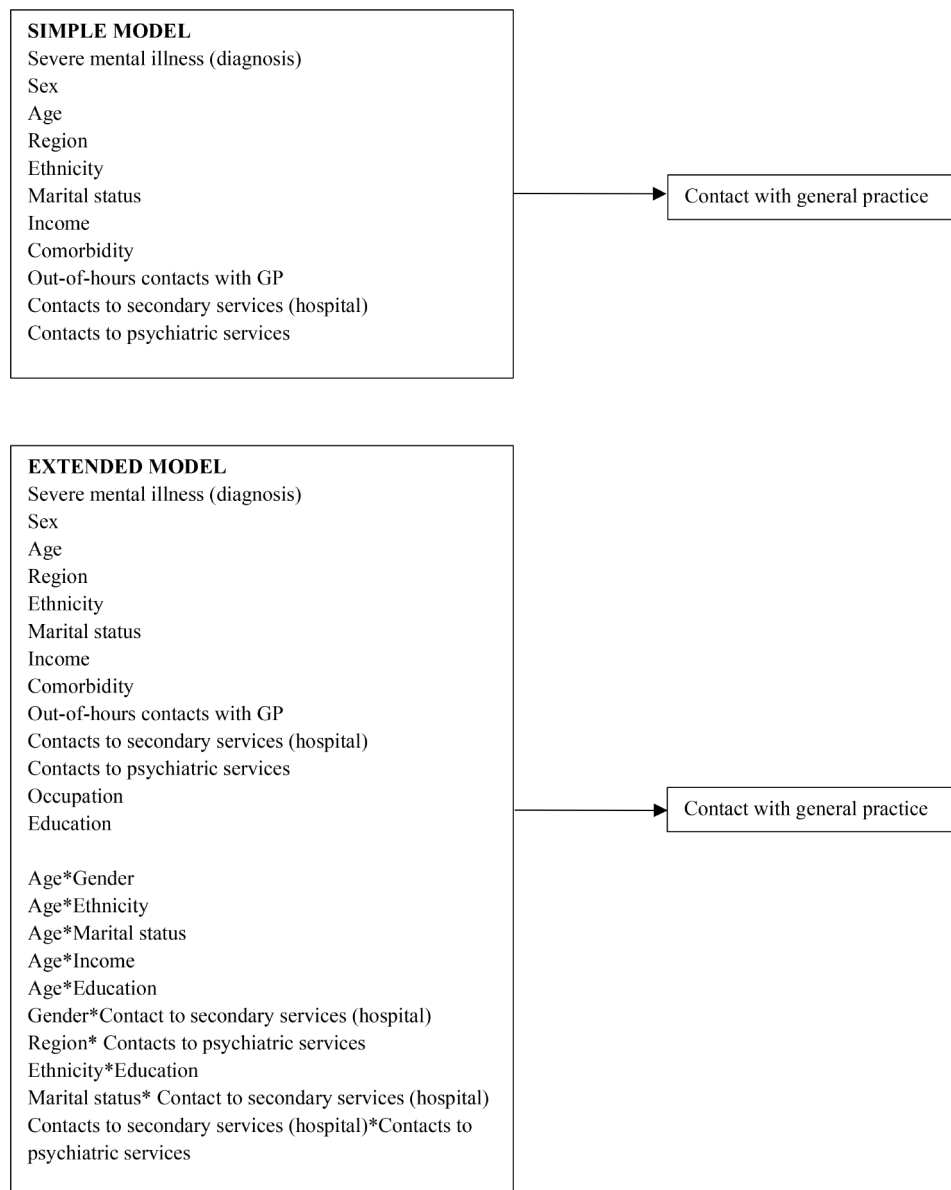 SIMPLE MODEL
Severe mental illness (diagnosis)
Sex
Age
Region
Ethnicity
Marital status
Income
Comorbidity
Out-of-hours contacts with GP
Contacts to secondary services (hospital)
Contacts to psychiatric services
Contact with general practice
EXTENDED MODEL
Severe mental illness (diagnosis)
Sex
Age
Region
Ethnicity
Marital status
Income
Comorbidity
Out-of-hours contacts with GP
Contacts to secondary services (hospital)
Contacts to psychiatric services
Occupation
Education
Age*Gender
Age*Ethnicity
Age*Marital status
Age*Income
Age*Education
Gender*Contact to secondary services (hospital)
Region* Contacts to psychiatric services
Ethnicity*Education
Marital status* Contact to secondary services (hospital)
Contacts to secondary services (hospital)*Contacts to
psychiatric services
Contact with general practice